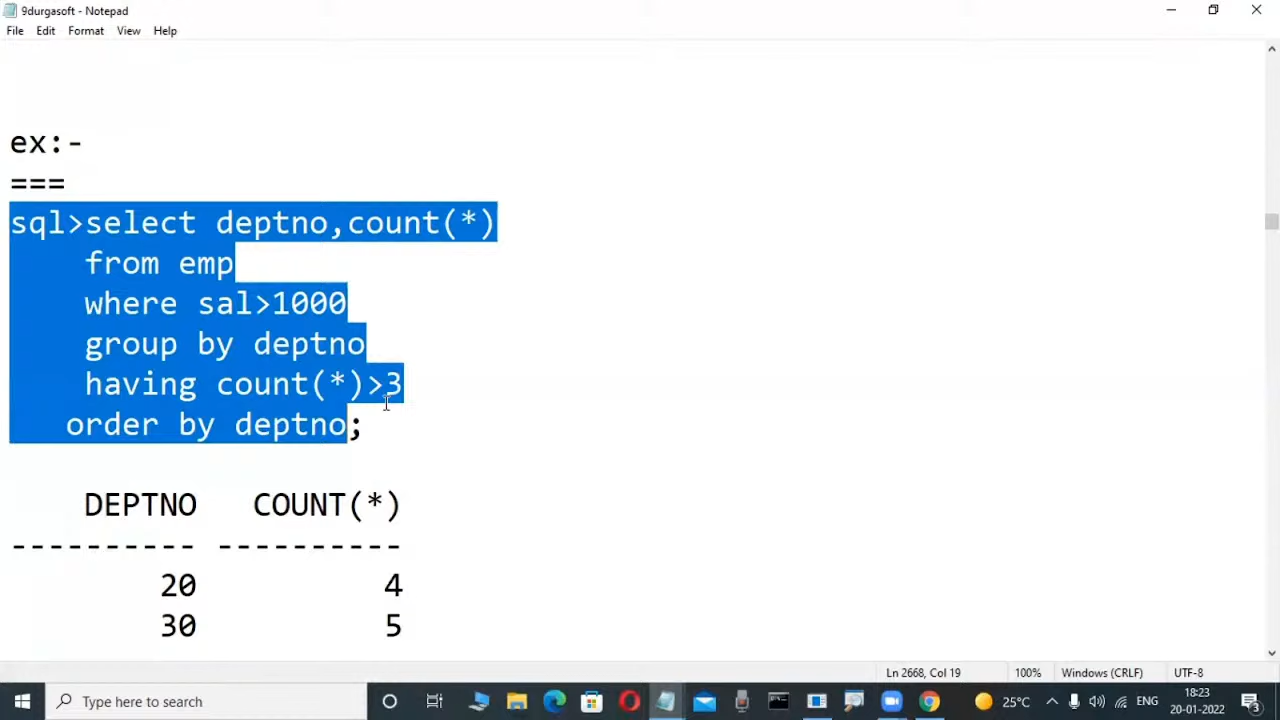 9durgasoft - Notepad
File Edit Format View Help
ex:-
===
sql>select deptno,count(*)
from emp
where sal>1000
group by deptno
having count(*)>3
order by deptno;
DEPTNO COUNT(*)
---------- ----------
20 4
30 5
Ln 2668, Col 19 100% Windows (CRLF) UTF-8
Type here to search 25°C ENG 18:23
20-01-2022 3